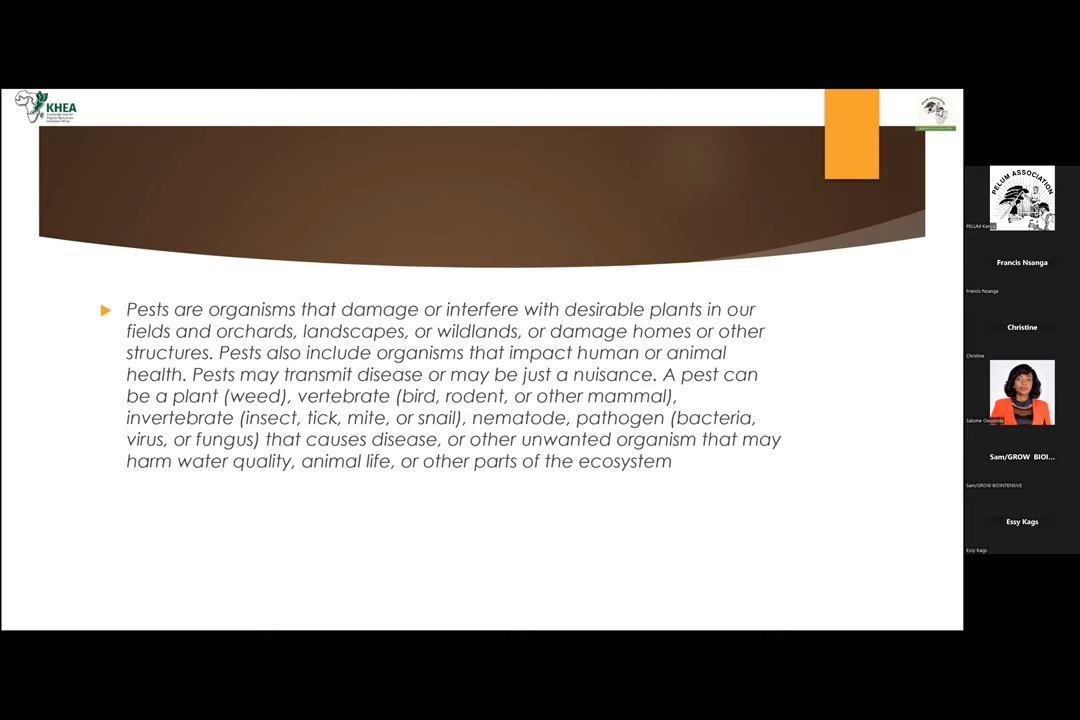 KHEA
Pests are organisms that damage or interfere with desirable plants in our
fields and orchards, landscapes, or wildlands, or damage homes or other
structures. Pests also include organisms that impact human or animal
health. Pests may transmit disease or may be just a nuisance. A pest can
be a plant (weed), vertebrate (bird, rodent, or other mammal),
invertebrate (insect, tick, mite, or snail), nematode, pathogen (bacteria,
virus, or fungus) that causes disease, or other unwanted organism that may
harm water quality, animal life, or other parts of the ecosystem
PELUM ASSOCIATION
PELUM
Francis Nsanga
Francis Nsanga
Christine
Christine
Salome
Sam/GROW BIOI...
Sam/GROW BIOINTENSIVE
Essy Kags
Essy Kags